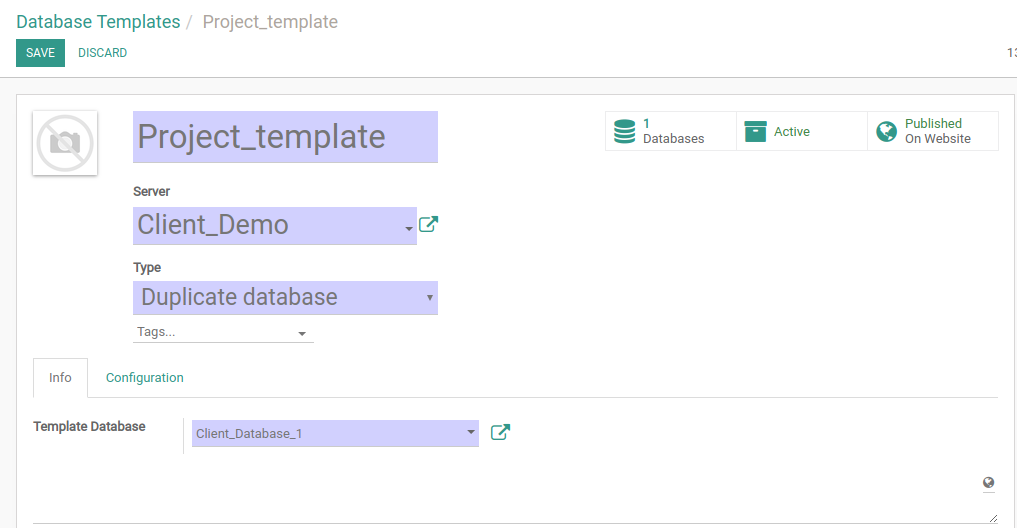 Database Templates / Project_template
SAVE DISCARD
13
Project_template
1
Databases
Active
Published
On Website
Server
Client_Demo
Type
Duplicate database
Tags...
Info Configuration
Template Database Client_Database_1